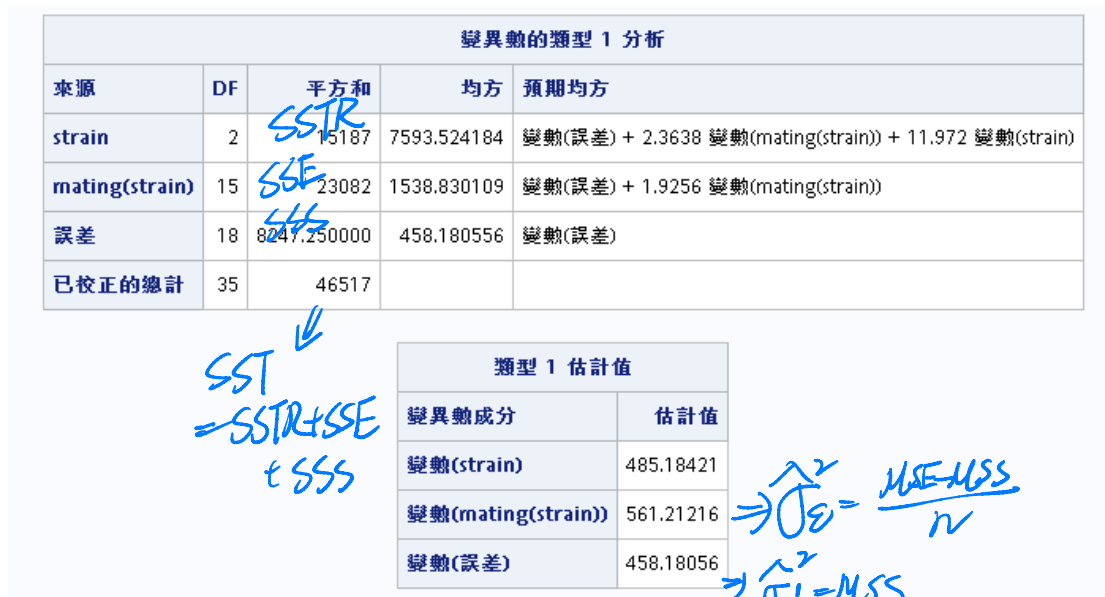 變異數的類型 1 分析
來源 DF 平方和 均方 預期均方
SSTR
strain 2 15187 7593.524184 變數(誤差) + 2.3638 變數(mating(strain)) + 11.972 變數(strain)
SSE
mating(strain) 15 23082 1538.830109 變數(誤差) + 1.9256 變數(mating(strain))
SSS
誤差 18 8247.250000 458.180556 變數(誤差)
已校正的總計 35 46517
SST
=SSTR+SSE
+SSS
類型 1 估計值
變異數成分 估計值
變數(strain) 485.18421
變數(mating(strain)) 561.21216 ⇒ σ̂²ε = (MSE-MSS)/n
變數(誤差) 458.18056
=MSS